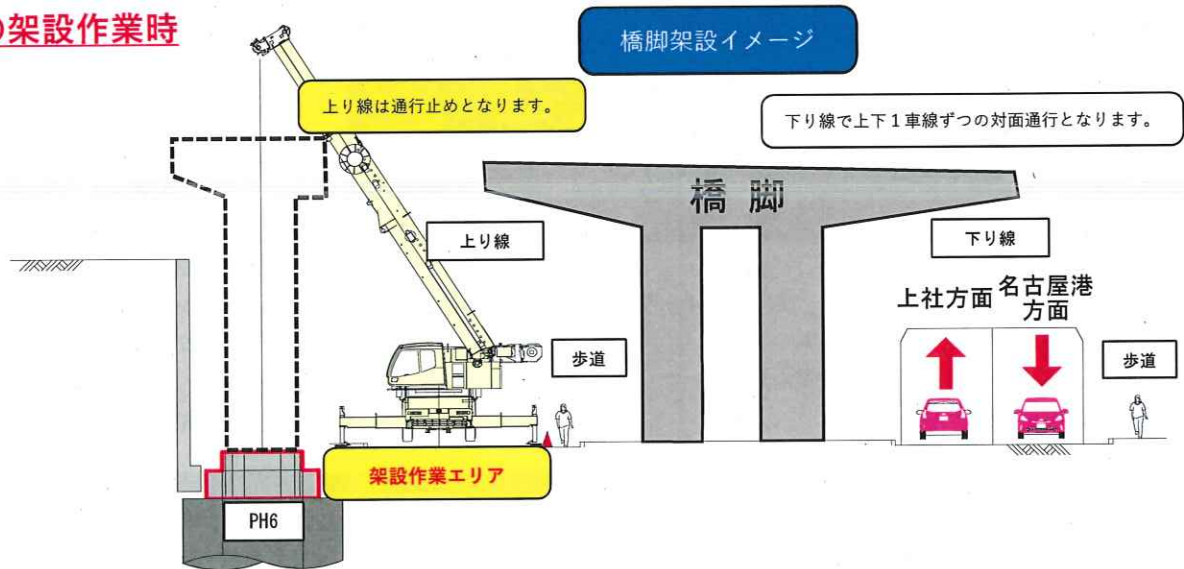 架設作業時
橋脚架設イメージ
上り線は通行止めとなります。
下り線で上下1車線ずつの対面通行となります。
橋脚
上り線
下り線
上社方面
名古屋港
方面
歩道
歩道
架設作業エリア
PH6